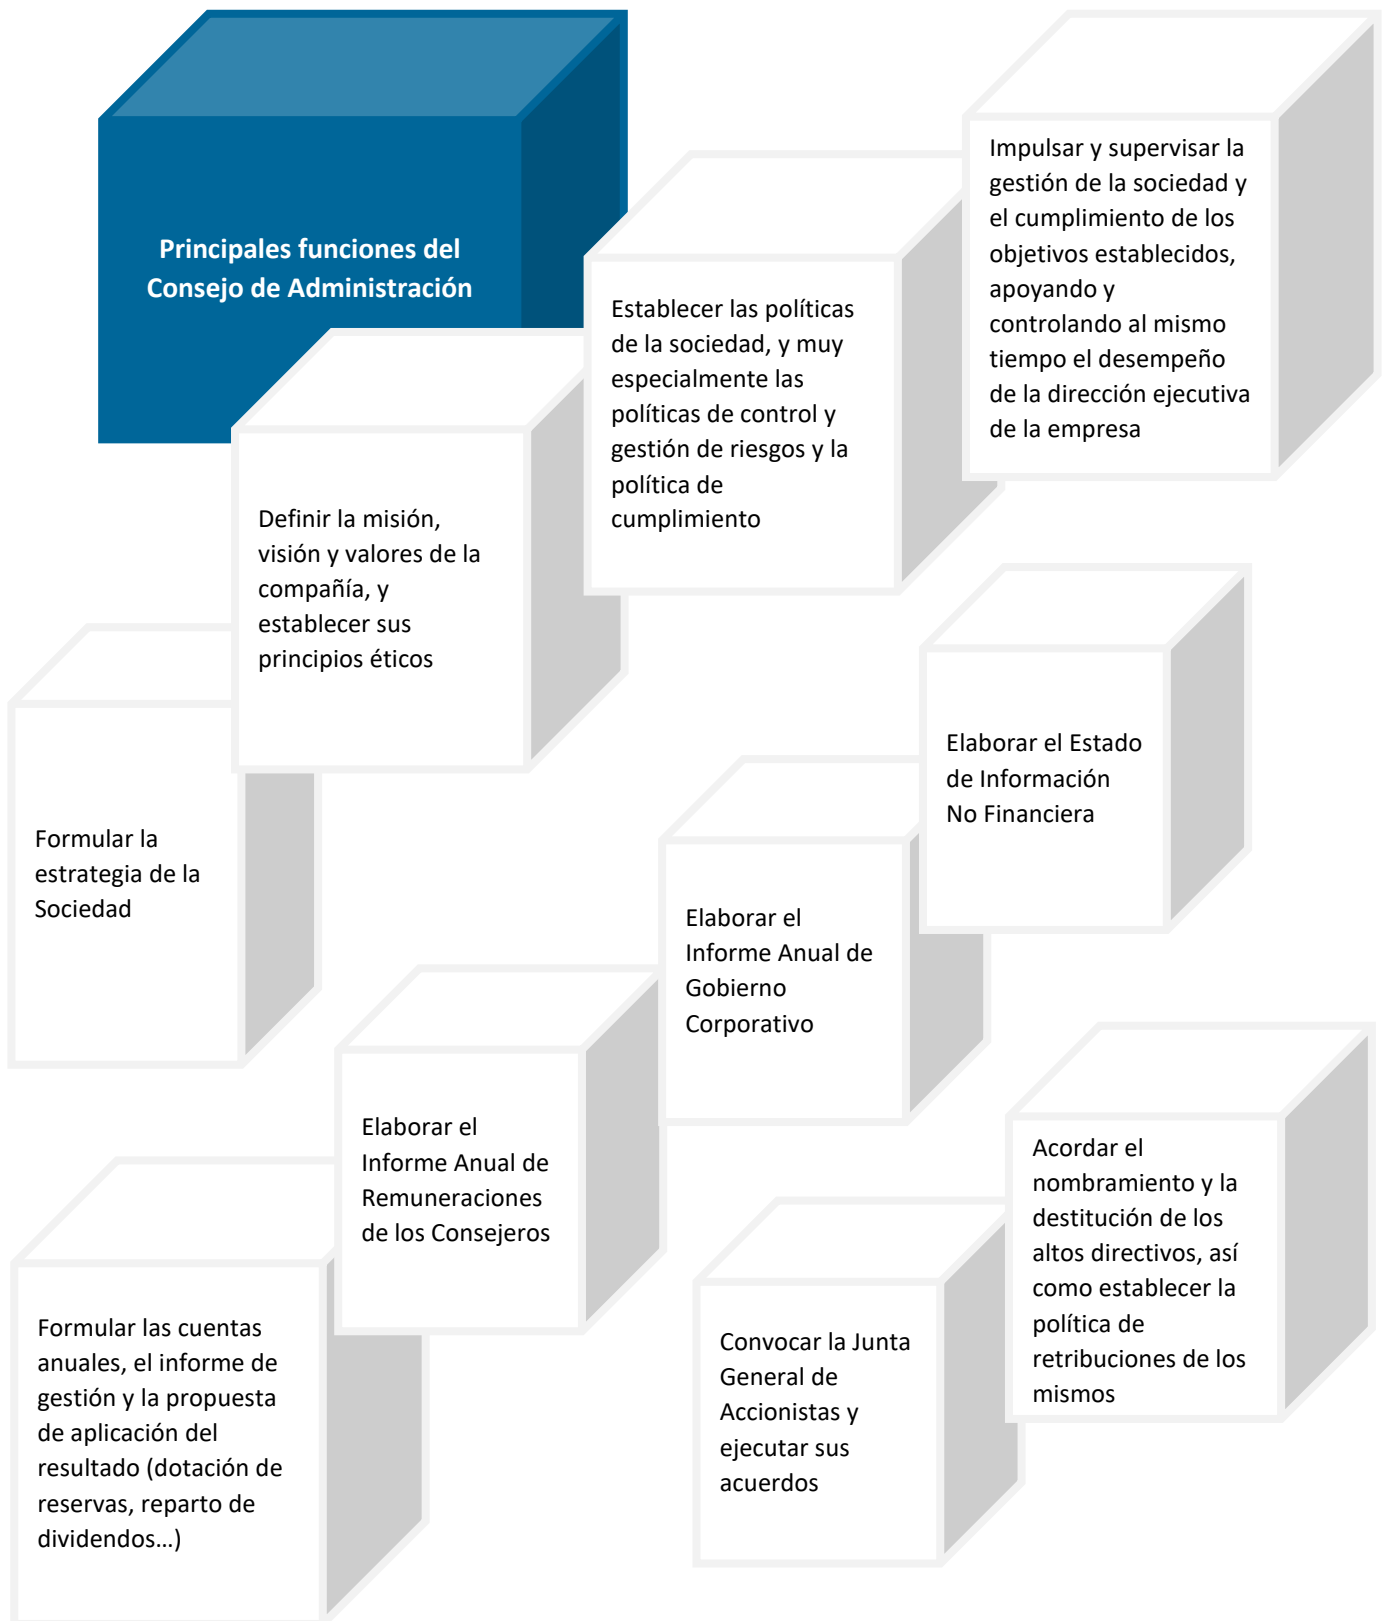 Principales funciones del
Consejo de Administración
Formular la
estrategia de la
Sociedad
Definir la misión,
visión y valores de la
compañía, y
establecer sus
principios éticos
Establecer las políticas
de la sociedad, y muy
especialmente las
políticas de control y
gestión de riesgos y la
política de
cumplimiento
Impulsar y supervisar la
gestión de la sociedad y
el cumplimiento de los
objetivos establecidos,
apoyando y
controlando al mismo
tiempo el desempeño
de la dirección ejecutiva
de la empresa
Formular las cuentas
anuales, el informe de
gestión y la propuesta
de aplicación del
resultado (dotación de
reservas, reparto de
dividendos…)
Elaborar el
Informe Anual de
Remuneraciones
de los Consejeros
Elaborar el
Informe Anual de
Gobierno
Corporativo
Elaborar el Estado
de Información
No Financiera
Convocar la Junta
General de
Accionistas y
ejecutar sus
acuerdos
Acordar el
nombramiento y la
destitución de los
altos directivos, así
como establecer la
política de
retribuciones de los
mismos